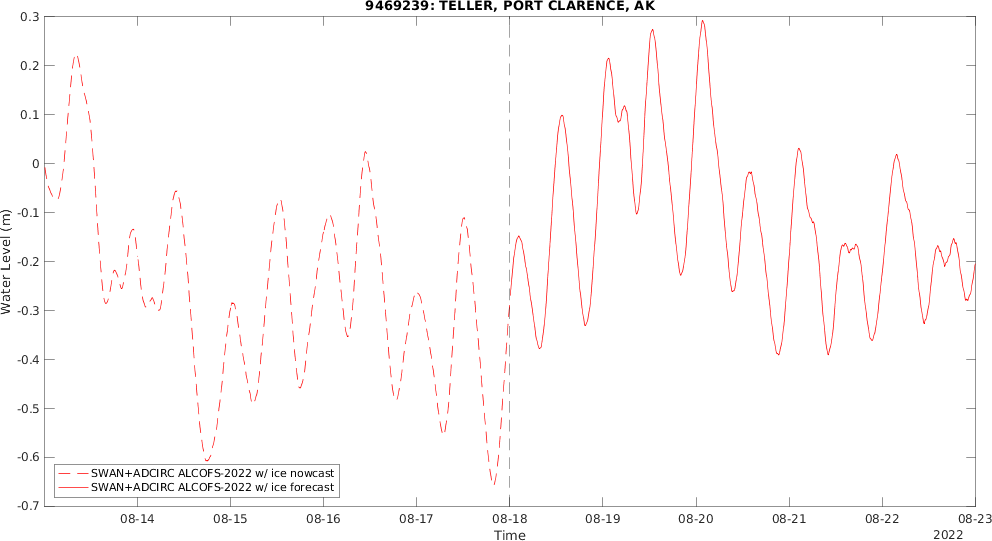 9469239: TELLER, PORT CLARENCE, AK
0.3
0.2
0.1
0
-0.1
-0.2
-0.3
-0.4
-0.5
-0.6
-0.7
Water Level (m)
SWAN+ADCIRC ALCOFS-2022 w/ ice nowcast
SWAN+ADCIRC ALCOFS-2022 w/ ice forecast
08-14 08-15 08-16 08-17 08-18 08-19 08-20 08-21 08-22 08-23
Time
2022